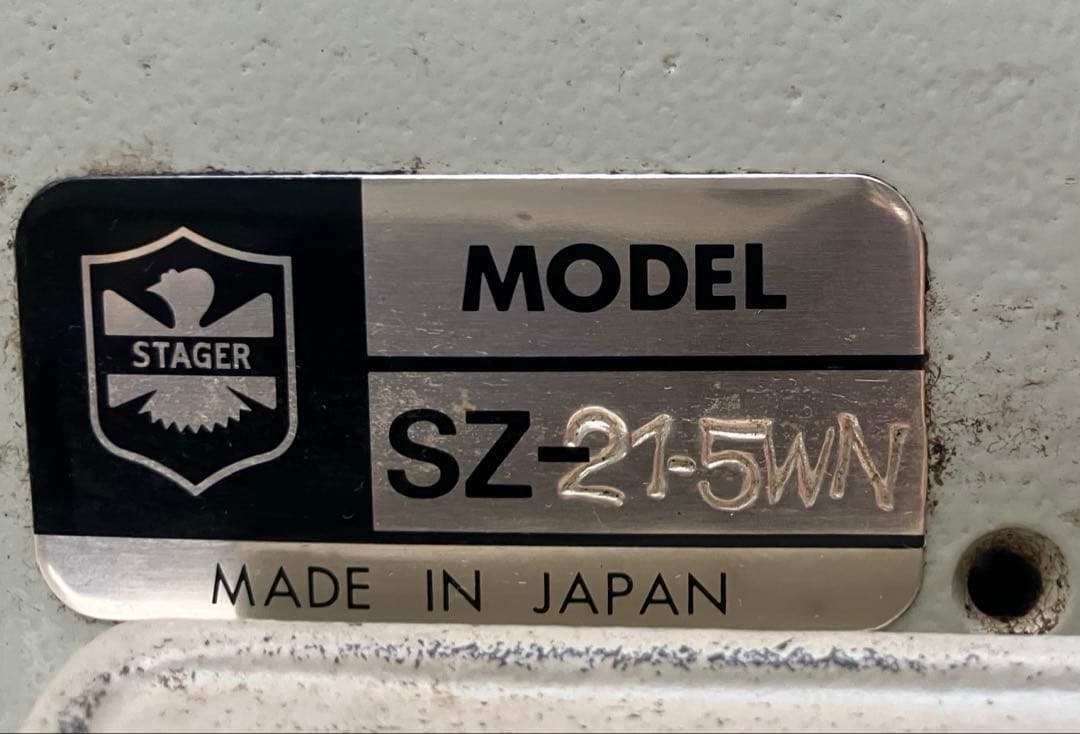 STAGER
MODEL
SZ-21-5WN
MADE IN JAPAN